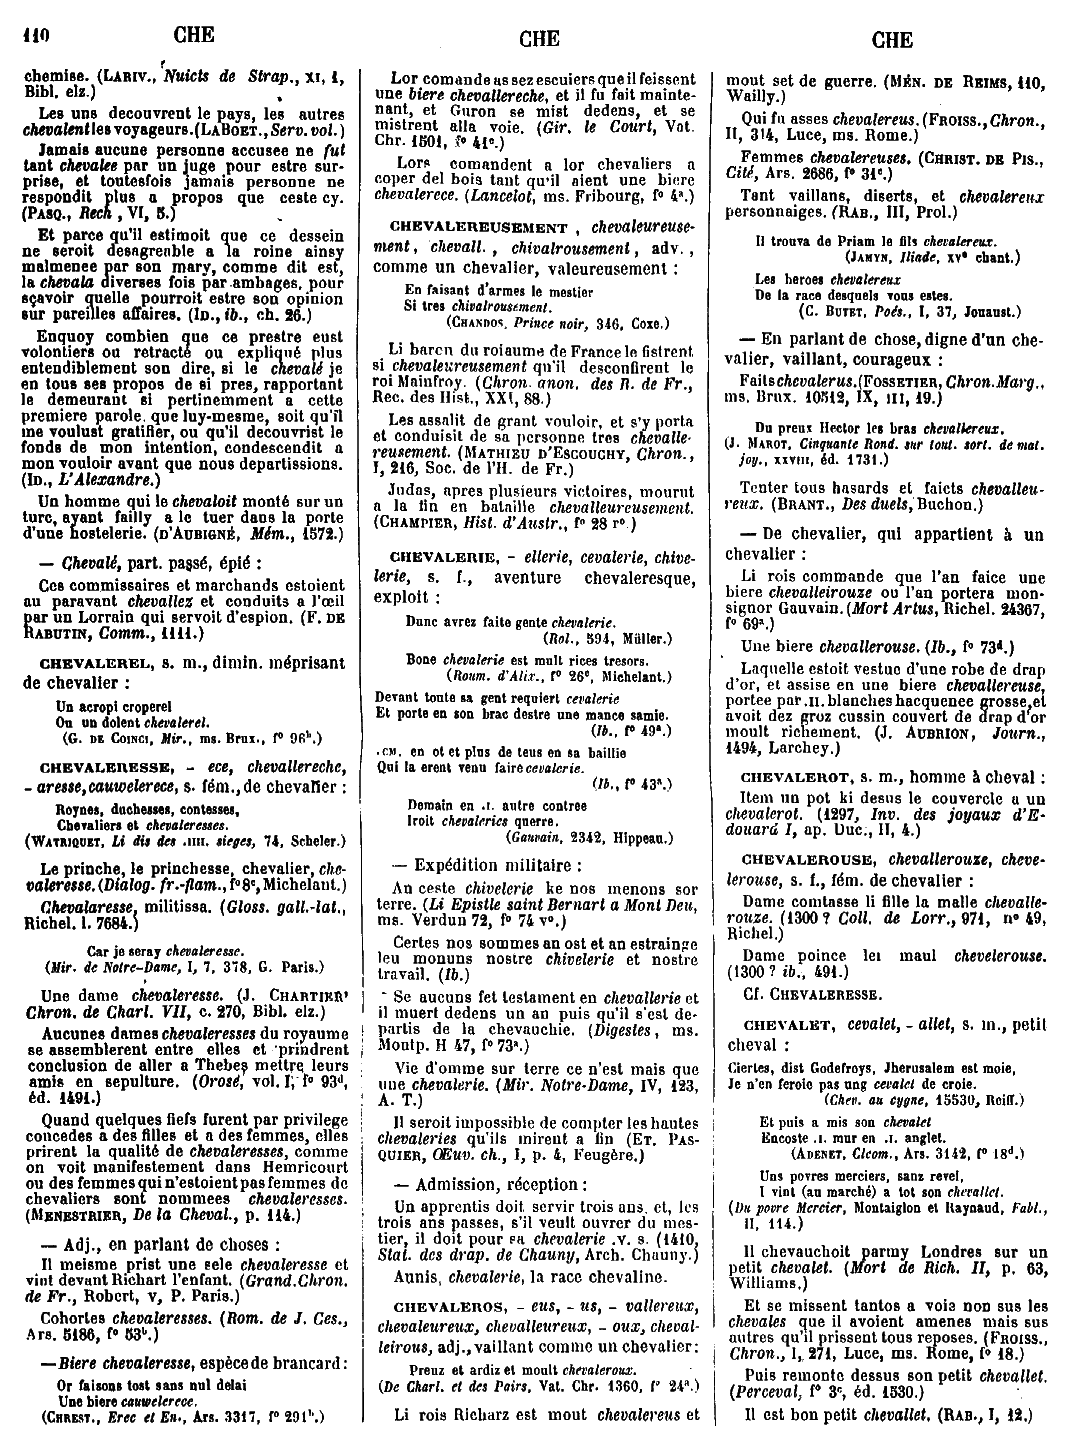 110
CHE
CHE
CHE
chemise. (LARIV., Nuicts de Strap., XI, 1,
Bibl. elz.)
Les uns decouvrent le pays, les autres
chevalent les voyageurs. (LA BOET., Serv. vol.)
Jamais aucune personne accusee ne fut
tant chevalee par un juge pour estre sur-
prise, et toutesfois jamais personne ne
respondit plus a propos que ceste cy.
(PASQ., Rech , VI, 5.)
Et parce qu'il estimoit que ce dessein
ne seroit desagreable a la roine ainsy
malmenee par son mary, comme dit est,
la chevala diverses fois par ambages, pour
sçavoir quelle pourroit estre son opinion
sur pareilles affaires. (ID., ib., ch. 26.)
Enquoy combien que ce prestre eust
volontiers ou retracté ou expliqué plus
entendiblement son dire, si le chevalé je
en tous ses propos de si pres, rapportant
le demeurant si pertinemment a cette
premiere parole, que luy-mesme, soit qu'il
me voulust gratifier, ou qu'il decouvrist le
fonds de mon intention, condescendit a
mon vouloir avant que nous departissions.
(ID., L'Alexandre.)
Un homme qui le chevaloit monté sur un
turc, ayant failly a le tuer dans la porte
d'une hostelerie. (D'AUBIGNÉ, Mém., 1572.)
— Chevalé, part. passé, épié :
Ces commissaires et marchands estoient
au paravant chevallez et conduits a l'œil
par un Lorrain qui servoit d'espion. (F. DE
RABUTIN, Comm., IIII.)
CHEVALEREL, s. m., dimin. méprisant
de chevalier :
Un acropi croperel
Ou un dolent chevalerel.
(G. DE COINCI, Mir., ms. Brux., f° 96ᵇ.)
CHEVALERESSE, - ece, chevallereche,
- aresse, cauwelerece, s. fém., de chevalier :
Roynes, duchesses, contesses,
Chevaliers et chevaleresses.
(WATRIQUET, Li dis des .IIII. sieges, 74, Scheler.)
Le prinche, le princhesse, chevalier, che-
valeresse. (Dialog. fr.-flam., f° 8ᶜ, Michelant.)
Chevalaresse, militissa. (Gloss. gall.-lat.,
Richel. l. 7684.)
Car je seray chevaleresse.
(Mir. de Notre-Dame, I, 7, 378, G. Paris.)
Une dame chevaleresse. (J. CHARTIER,
Chron. de Charl. VII, c. 270, Bibl. elz.)
Aucunes dames chevaleresses du royaume
se assemblerent entre elles et prindrent
conclusion de aller a Thebes mettre leurs
amis en sepulture. (Orose, vol. I, f° 93ᵈ,
éd. 1491.)
Quand quelques fiefs furent par privilege
concedes a des filles et a des femmes, elles
prirent la qualité de chevaleresses, comme
on voit manifestement dans Hemricourt
ou des femmes qui n'estoient pas femmes de
chevaliers sont nommees chevaleresses.
(MENESTRIER, De la Cheval., p. 114.)
— Adj., en parlant de choses :
Il meisme prist une sele chevaleresse et
vint devant Richart l'enfant. (Grand. Chron.
de Fr., Robert, V, P. Paris.)
Cohortes chevaleresses. (Rom. de J. Ces.,
Ars. 5186, f° 53ᵇ.)
— Biere chevaleresse, espèce de brancard :
Or faisons tost sans nul delai
Une biere cauwelerece.
(CHREST., Erec et En., Ars. 3317, f° 291ᵇ.)
Lor comande as sez escuiers que il feissent
une biere chevallereche, et il fu fait mainte-
nant, et Guron se mist dedens, et se
mistrent alla voie. (Gir. le Court, Vat.
Chr. 1501, f° 41ᵃ.)
Lors comandent a lor chevaliers a
coper del bois tant qu'il aient une biere
chevalerece. (Lancelot, ms. Fribourg, f° 4ᵃ.)
CHEVALEREUSEMENT , chevaleureuse-
ment, chevall. , chivalrousement, adv. ,
comme un chevalier, valeureusement :
En faisant d'armes le mestier
Si tres chivalrousement.
(CHANDOS, Prince noir, 346, Coxe.)
Li baron du roiaume de France le fistrent
si chevaleureusement qu'il desconfirent le
roi Mainfroy. (Chron. anon. des R. de Fr.,
Rec. des Hist., XXI, 88.)
Les assalit de grant vouloir, et s'y porta
et conduisit de sa personne tres chevalle-
reusement. (MATHIEU D'ESCOUCHY, Chron.,
I, 216, Soc. de l'H. de Fr.)
Judas, apres plusieurs victoires, mourut
a la fin en bataille chevalleureusement.
(CHAMPIER, Hist. d'Austr., f° 28 r°.)
CHEVALERIE, - ellerie, cevalerie, chive-
lerie, s. f., aventure chevaleresque,
exploit :
Dunc avrez faite gente chevalerie.
(Rol., 594, Müller.)
Bone chevalerie est mult rices tresors.
(Roum. d'Alix., f° 26ᶜ, Michelant.)
Devant toute sa gent requiert cevalerie
Et porte en son brac destre une mance samie.
(Ib., f° 49ᵃ.)
.CM. en ot et plus de teus en sa baillie
Qui la erent venu faire cevalerie.
(Ib., f° 43ᵃ.)
Demain en .I. autre contree
Iroit chevaleries querre.
(Gauvain, 2342, Hippeau.)
— Expédition militaire :
An ceste chivelerie ke nos menons sor
terre. (Li Epistle saint Bernart a Mont Deu,
ms. Verdun 72, f° 74 v°.)
Certes nos sommes an ost et an estrainge
leu monuns nostre chivelerie et nostre
travail. (Ib.)
Se aucuns fet testament en chevallerie et
il muert dedens un an puis qu'il s'est de-
partis de la chevauchie. (Digestes, ms.
Montp. H 47, f° 73ᵃ.)
Vie d'omme sur terre ce n'est mais que
une chevalerie. (Mir. Notre-Dame, IV, 123,
A. T.)
Il seroit impossible de compter les hautes
chevaleries qu'ils mirent a fin (ET. PAS-
QUIER, Œuv. ch., I, p. 4, Feugère.)
— Admission, réception :
Un apprentis doit servir trois ans, et, les
trois ans passes, s'il veult ouvrer du mes-
tier, il doit pour sa chevalerie .V. s. (1410,
Stat. des drap. de Chauny, Arch. Chauny.)
Aunis, chevalerie, la race chevaline.
CHEVALEROS, - eus, - us, - vallereux,
chevaleureux, chevalleureux, - oux, cheval-
leirous, adj., vaillant comme un chevalier :
Preuz et ardiz et moult chevaleroux.
(De Charl. et des Pairs, Vat. Chr. 1360, f° 24ᵃ.)
Li rois Richarz est mout chevalereus et
mout set de guerre. (MÉN. DE REIMS, 110,
Wailly.)
Qui fu asses chevalereus. (FROISS., Chron.,
II, 314, Luce, ms. Rome.)
Femmes chevalereuses. (CHRIST. DE PIS.,
Cité, Ars. 2686, f° 31ᶜ.)
Tant vaillans, diserts, et chevalereux
personnaiges. (RAB., III, Prol.)
Il trouva de Priam le fils chevalereux.
(JAMYN, Iliade, XVᵉ chant.)
Les heroes chevalereux
De la race desquels vous estes.
(C. BUTET, Poés., I, 37, Jouaust.)
— En parlant de chose, digne d'un che-
valier, vaillant, courageux :
Faits chevalerus. (FOSSETIER, Chron. Marg.,
ms. Brux. 10512, IX, III, 19.)
Du preux Hector les bras chevallereux.
(J. MAROT, Cinquante Rond. sur tout. sort. de mat.
joy., XXVIII, éd. 1731.)
Tenter tous hasards et faicts chevalleu-
reux. (BRANT., Des duels, Buchon.)
— De chevalier, qui appartient à un
chevalier :
Li rois commande que l'an faice une
biere chevalleirouze ou l'an portera mon-
signor Gauvain. (Mort Artus, Richel. 24367,
f° 69ᵃ.)
Une biere chevallerouse. (Ib., f° 73ᵈ.)
Laquelle estoit vestue d'une robe de drap
d'or, et assise en une biere chevallereuse,
portee par .II. blanches hacquenee grosse, et
avoit dez groz cussin couvert de drap d'or
moult richement. (J. AUBRION, Journ.,
1494, Larchey.)
CHEVALEROT, s. m., homme à cheval :
Item un pot ki desus le couvercle a un
chevalerot. (1297, Inv. des joyaux d'E-
douard I, ap. Duc., II, 4.)
CHEVALEROUSE, chevallerouze, cheve-
lerouse, s. f., fém. de chevalier :
Dame comtasse li fille la malle chevalle-
rouze. (1300 ? Coll. de Lorr., 971, n° 49,
Richel.)
Dame poince lei maul chevelerouse.
(1300 ? ib., 491.)
Cf. CHEVALERESSE.
CHEVALET, cevalet, - allet, s. m., petit
cheval :
Ciertes, dist Godefroys, Jherusalem est moie,
Je n'en feroie pas ung cevalet de croie.
(Chev. au cygne, 15530, Reiff.)
Et puis a mis son chevalet
Encoste .I. mur en .I. anglet.
(ADENET, Cleom., Ars. 3142, f° 18ᵈ.)
Uns povres merciers, sanz revel,
I vint (au marché) a tot son chevallet.
(Du povre Mercier, Montaiglon et Raynaud, Fabl.,
II, 114.)
Il chevauchoit parmy Londres sur un
petit chevalet. (Mort de Rich. II, p. 63,
Williams.)
Et se missent tantos a voie non sus les
chevales que il avoient amenes mais sus
autres qu'il prissent tous reposes. (FROISS.,
Chron., I, 271, Luce, ms. Rome, f° 18.)
Puis remonte dessus son petit chevallet.
(Perceval, f° 3ᶜ, éd. 1530.)
Il est bon petit chevallet. (RAB., I, 12.)